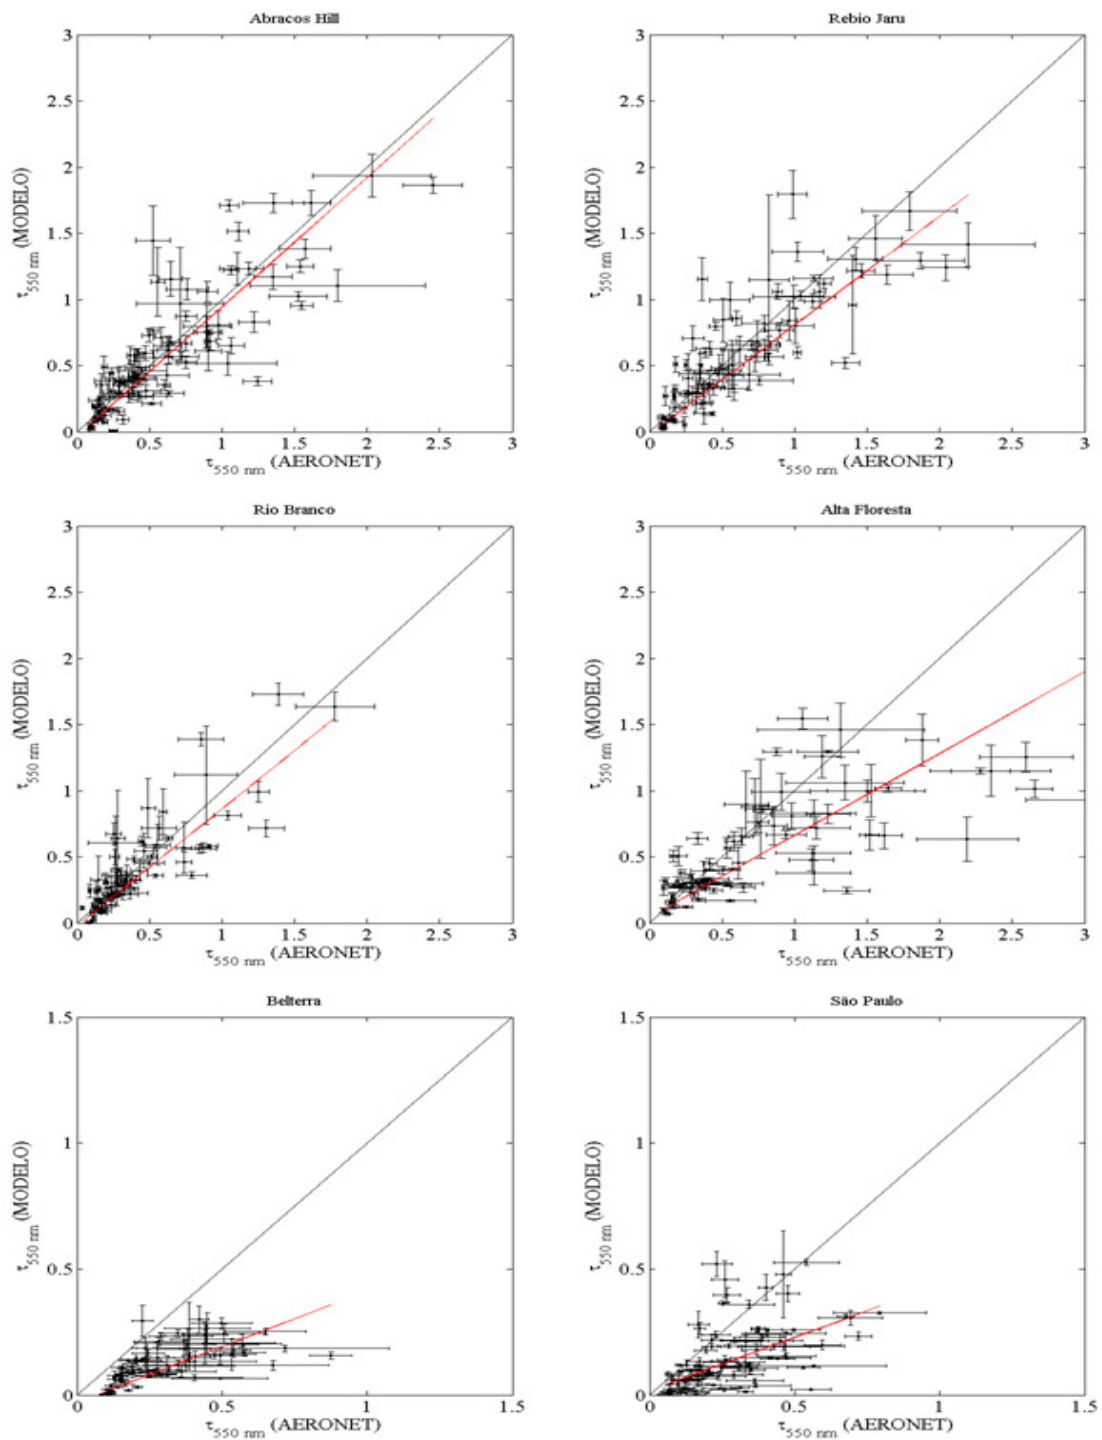 Abracos Hill
3
2.5
2
1.5
1
0.5
0
τ550 nm (MODELO)
0 0.5 1 1.5 2 2.5 3
τ550 nm (AERONET)
Rebio Jaru
3
2.5
2
1.5
1
0.5
0
τ550 nm (MODELO)
0 0.5 1 1.5 2 2.5 3
τ550 nm (AERONET)
Rio Branco
3
2.5
2
1.5
1
0.5
0
τ550 nm (MODELO)
0 0.5 1 1.5 2 2.5 3
τ550 nm (AERONET)
Alta Floresta
3
2.5
2
1.5
1
0.5
0
τ550 nm (MODELO)
0 0.5 1 1.5 2 2.5 3
τ550 nm (AERONET)
Belterra
1.5
1
0.5
0
τ550 nm (MODELO)
0 0.5 1 1.5
τ550 nm (AERONET)
São Paulo
1.5
1
0.5
0
τ550 nm (MODELO)
0 0.5 1 1.5
τ550 nm (AERONET)